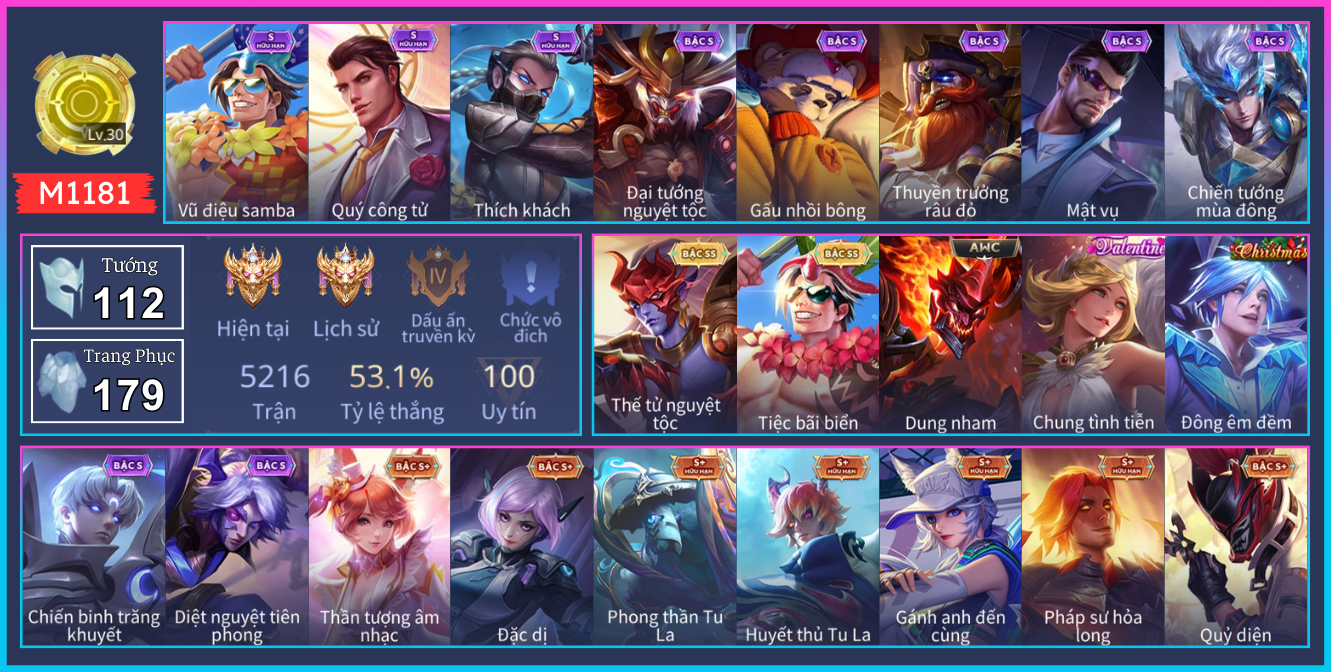 Lv.30
M1181
S
HỮU HẠN
Vũ điệu samba
S
HỮU HẠN
Quý công tử
S
HỮU HẠN
Thích khách
BẬC S
Đại tướng
nguyệt tộc
BẬC S
Gấu nhồi bông
BẬC S
Thuyền trưởng
râu đỏ
BẬC S
Mật vụ
BẬC S
Chiến tướng
mùa đông
Tướng
112
Trang Phục
179
Hiện tại
Lịch sử
IV
Dấu ấn
truyền kỳ
Chức vô
địch
5216
Trận
53.1%
Tỷ lệ thắng
100
Uy tín
BẬC SS
Thế tử nguyệt
tộc
BẬC SS
Tiệc bãi biển
AWC
Dung nham
Valentine
Chung tình tiễn
Christmas
Đông êm đềm
BẬC S
Chiến binh trăng
khuyết
BẬC S
Diệt nguyệt tiên
phong
BẬC S+
Thần tượng âm
nhạc
BẬC S+
Đặc dị
S+
HỮU HẠN
Phong thần Tu
La
S+
HỮU HẠN
Huyết thủ Tu La
S+
HỮU HẠN
Gánh anh đến
cùng
S+
HỮU HẠN
Pháp sư hỏa
long
BẬC S+
Quỷ diện